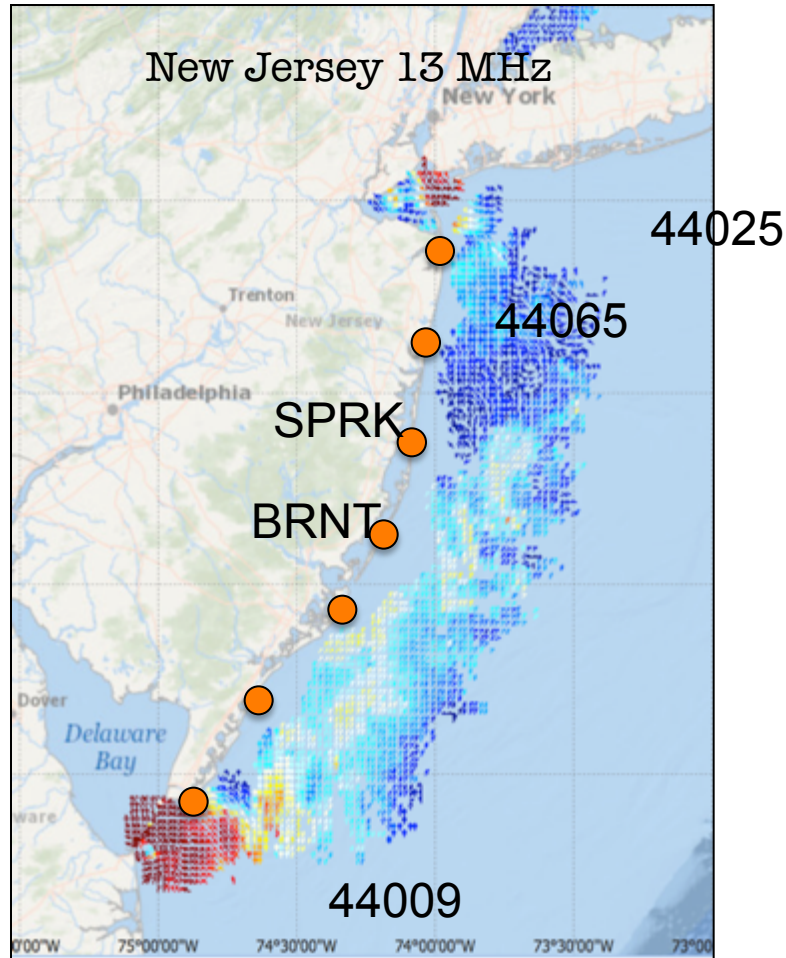 New Jersey 13 MHz
New York
44025
Trenton
New Jersey
44065
Philadelphia
SPRK
BRNT
Dover
Delaware
Bay
ware
44009
0'00"W 75°00'00"W 74°30'00"W 74°00'00"W 73°30'00"W 73°00